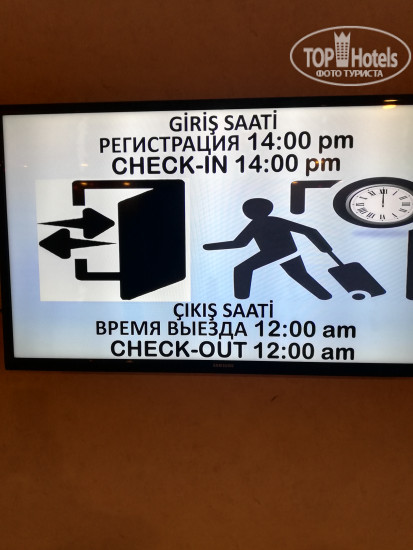 TOP Hotels
ФОТО ТУРИСТА
GİRİŞ SAATİ
РЕГИСТРАЦИЯ 14:00 pm
CHECK-IN 14:00 pm
ÇIKIŞ SAATİ
ВРЕМЯ ВЫЕЗДА 12:00 am
CHECK-OUT 12:00 am
SAMSUNG